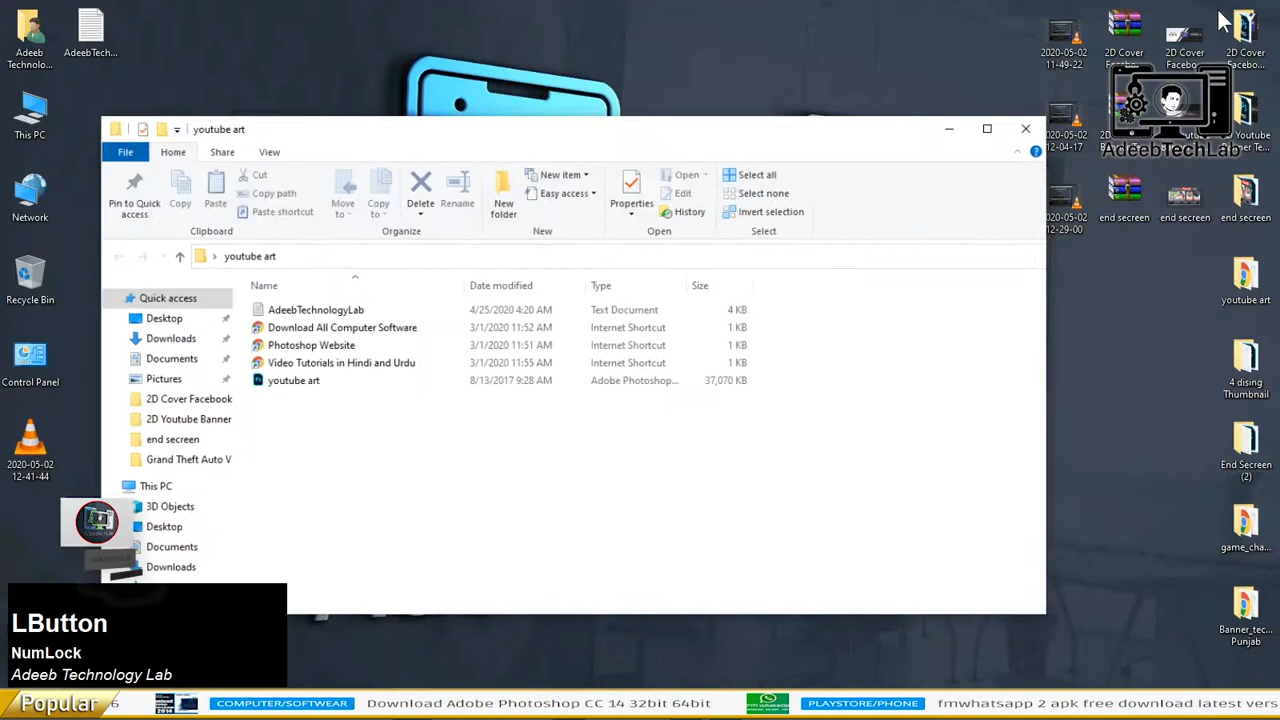 Adeeb
Technolo...
AdeebTech...
This PC
Network
Recycle Bin
Control Panel
2020-05-02
12-41-44
youtube art
File
Home
Share
View
Pin to Quick
access
Copy
Paste
Cut
Copy path
Paste shortcut
Clipboard
Move
to
Copy
to
Delete
Rename
Organize
New
folder
New item
Easy access
New
Properties
Open
Edit
History
Open
Select all
Select none
Invert selection
Select
youtube art
Name
Date modified
Type
Size
AdeebTechnologyLab
4/25/2020 4:20 AM
Text Document
4 KB
Download All Computer Software
3/1/2020 11:52 AM
Internet Shortcut
1 KB
Photoshop Website
3/1/2020 11:51 AM
Internet Shortcut
1 KB
Video Tutorials in Hindi and Urdu
3/1/2020 11:55 AM
Internet Shortcut
1 KB
youtube art
8/13/2017 9:28 AM
Adobe Photoshop...
37,070 KB
Quick access
Desktop
Downloads
Documents
Pictures
2D Cover Facebook
2D Youtube Banner
end secreen
Grand Theft Auto V
This PC
3D Objects
Desktop
Documents
Downloads
2020-05-02
11-49-22
2D Cover
Facebo...
2D Cover
Facebo...
2D Cover
Facebo...
2020-05-02
12-04-17
AdeebTechLab
2020-05-02
12-29-00
end secreen
end secreen
end secreen
youtube art
4 dising
Thumbnail
End Secreen
(2)
game_cha...
Banner_tec...
Punjab
LButton
NumLock
Adeeb Technology Lab
Popular
6
COMPUTER/SOFTWEAR
Download Adobe Photoshop CC 14 32bit 64bit
PLAYSTORE/PHONE
fmwhatsapp 2 apk free download latest vers